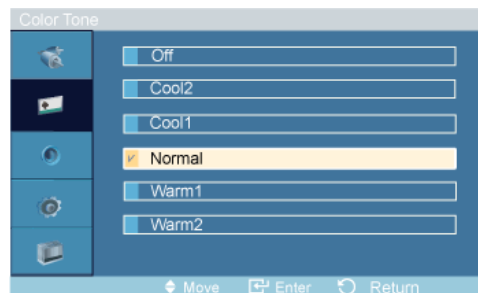 Color Tone
Off
Cool2
Cool1
Normal
Warm1
Warm2
Move Enter Return